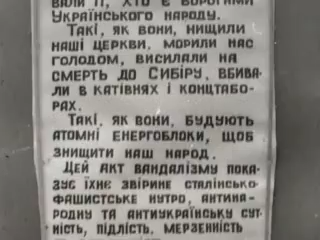 вали її, хто є ворогами
Українського народу.
Такі, як вони, нищили
наші церкви, морили нас
голодом, висилали на
смерть до Сибіру, вбива-
ли в катівнях і концтабо-
рах.
Такі, як вони, будують
атомні енергоблоки, щоб
знищити наш народ.
Цей акт вандалізму пока-
зує їхнє звірине сталінсько-
фашистське нутро, антина-
родну та антиукраїнську сут-
ність, підлість, мерзенність